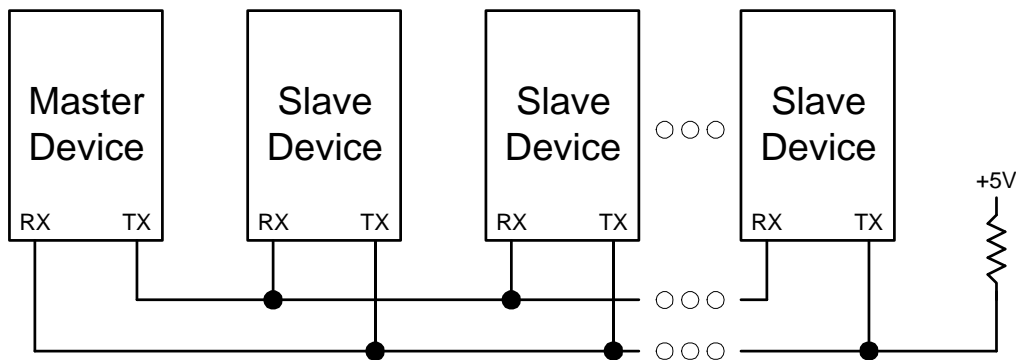 Master
Device
Slave
Device
Slave
Device
Slave
Device
+5V
RX TX
RX TX
RX TX
RX TX